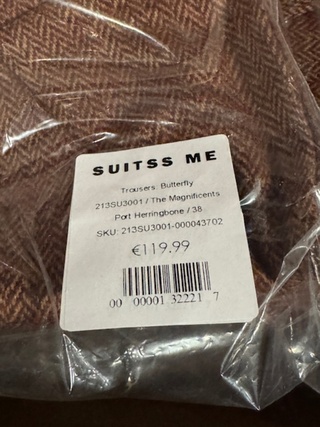 SUITSS ME
Trousers: Butterfly
213SU3001 / The Magnificents
Port Herringbone / 38
SKU: 213SU3001-000043702
€119.99
00 00001 32221 7